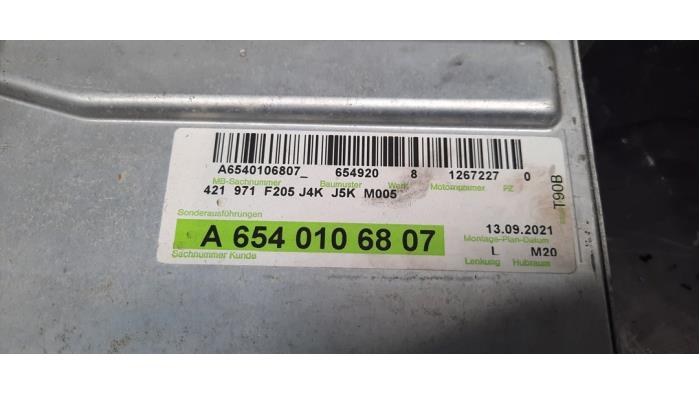 A6540106807_ 654920 8 1267227 0
MB-Sachnummer Baumuster Werk Motornummer PZ
421 971 F205 J4K J5K M005
Sonderausführungen
A 654 010 68 07
Sachnummer Kunde
13.09.2021
Montage-Plan-Datum
L M20
Lenkung Hubraum
T90B